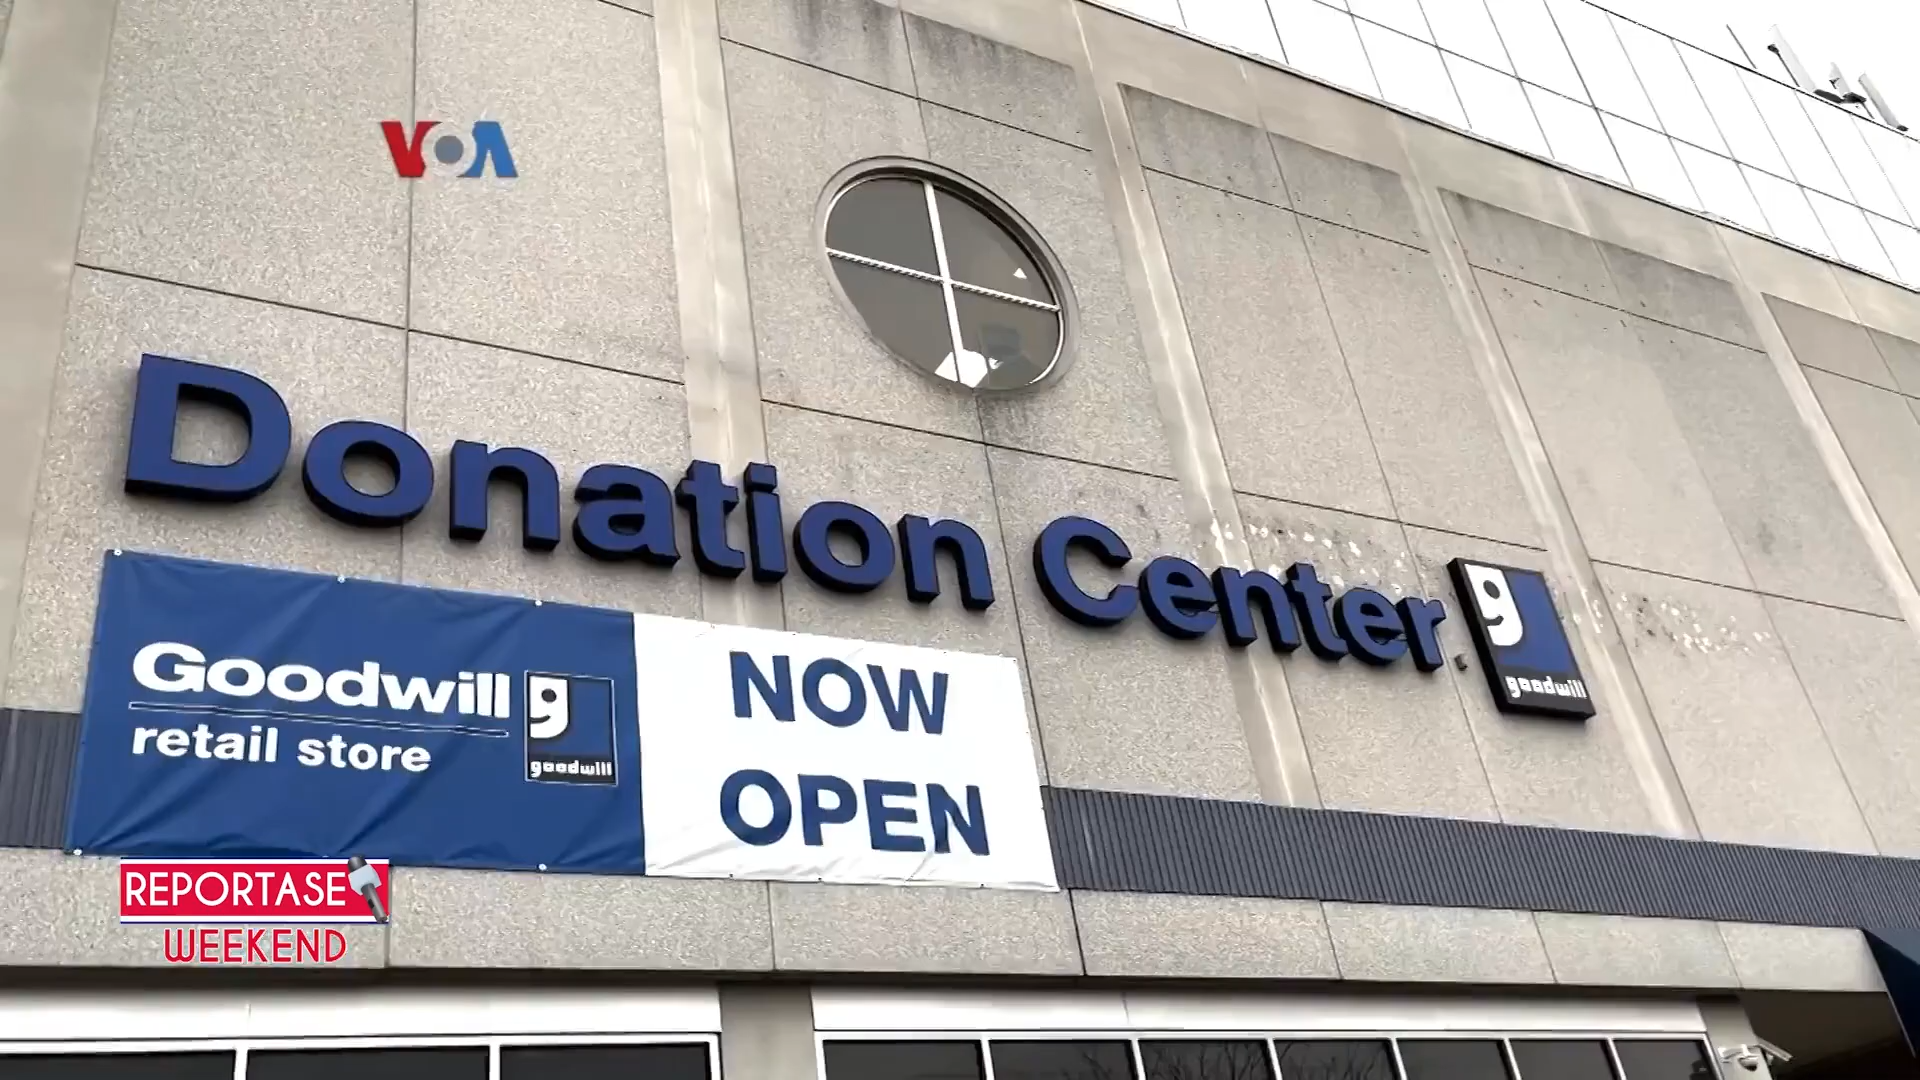 VOA
Donation Center
g
goodwill
Goodwill
retail store
g
goodwill
NOW
OPEN
REPORTASE
WEEKEND